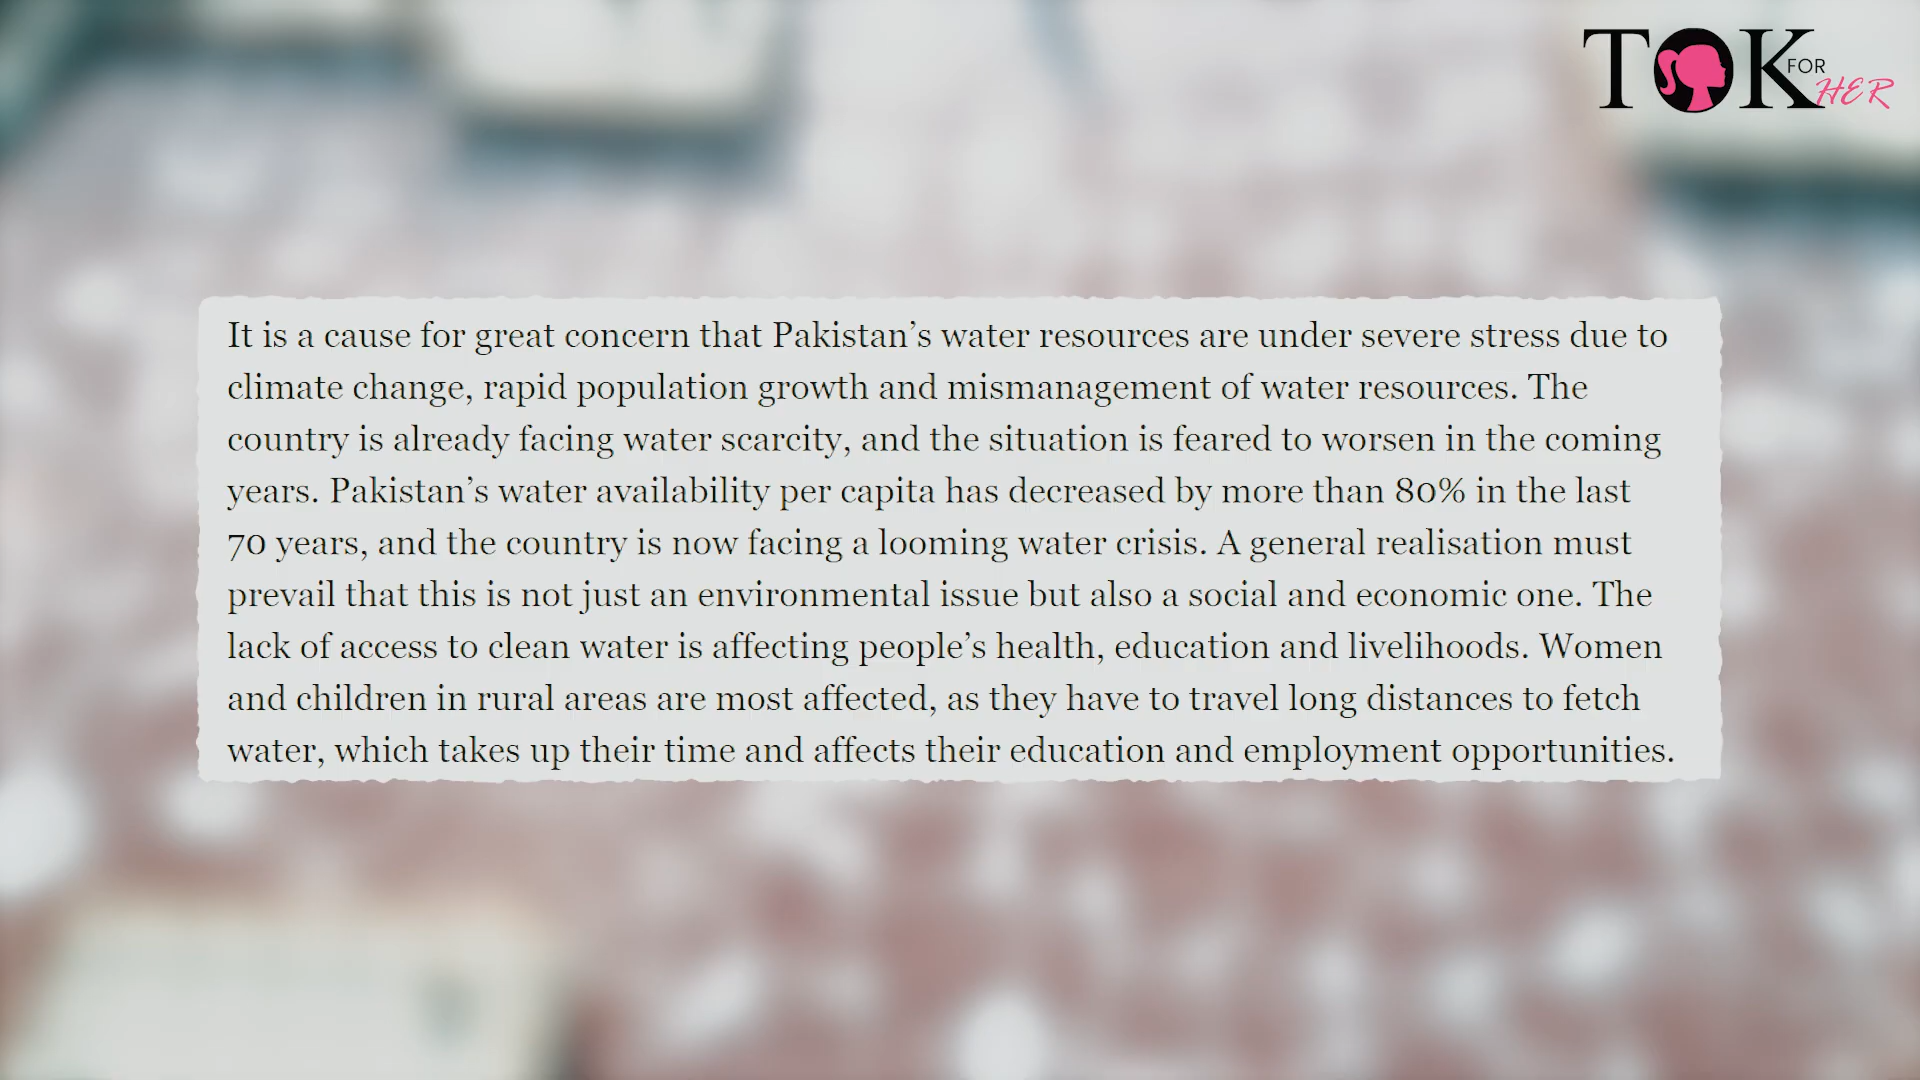 TOK
FOR
HER
It is a cause for great concern that Pakistan’s water resources are under severe stress due to
climate change, rapid population growth and mismanagement of water resources. The
country is already facing water scarcity, and the situation is feared to worsen in the coming
years. Pakistan’s water availability per capita has decreased by more than 80% in the last
70 years, and the country is now facing a looming water crisis. A general realisation must
prevail that this is not just an environmental issue but also a social and economic one. The
lack of access to clean water is affecting people’s health, education and livelihoods. Women
and children in rural areas are most affected, as they have to travel long distances to fetch
water, which takes up their time and affects their education and employment opportunities.